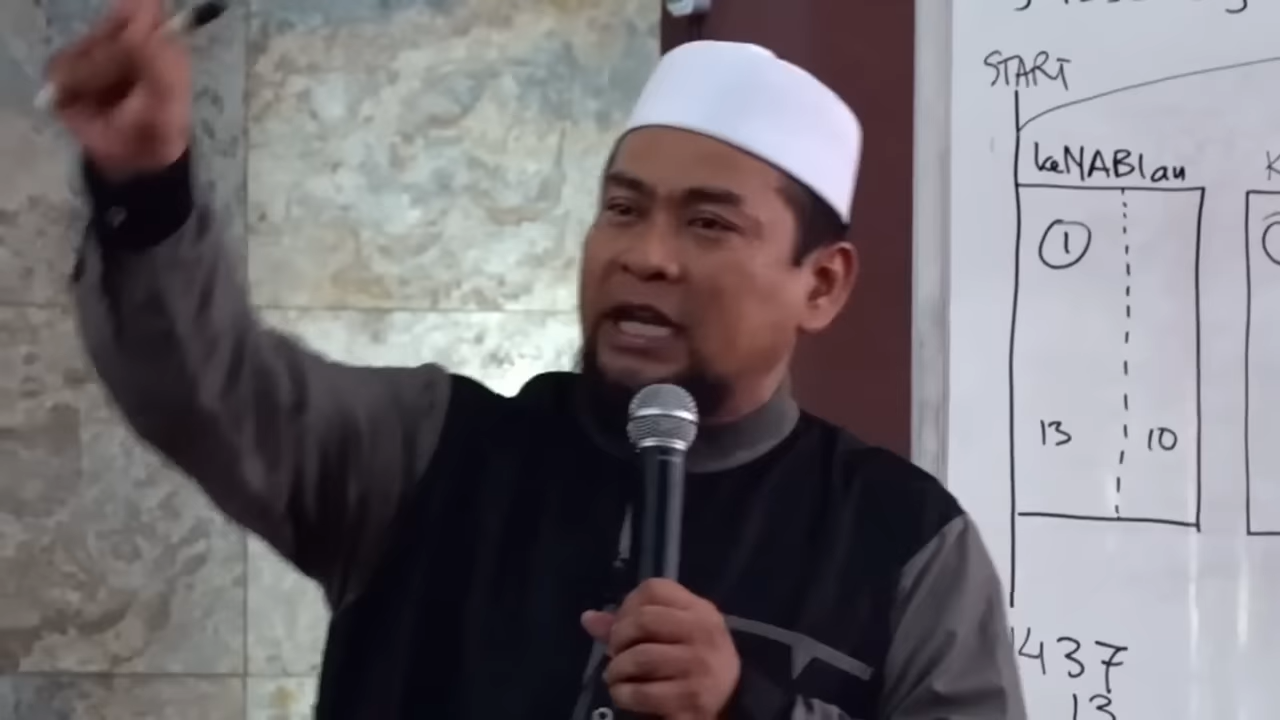 START
keNABIan
1
13 10
1437
13